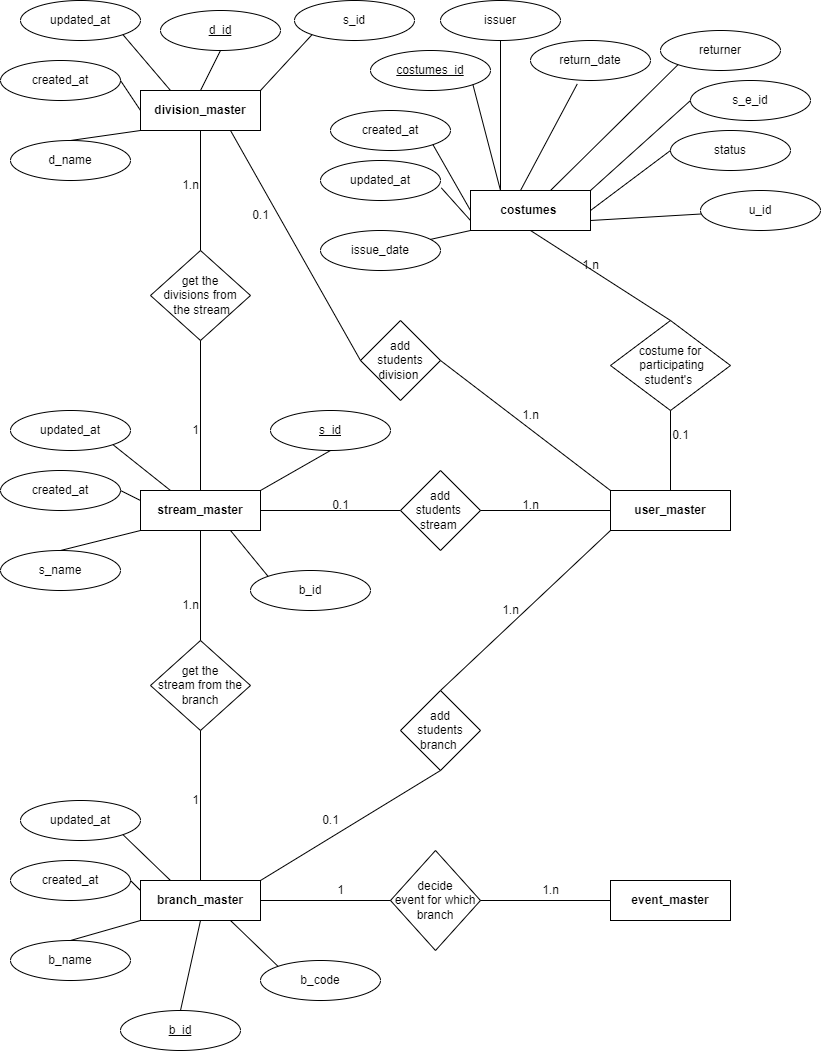 updated_at
d_id
s_id
issuer
created_at
division_master
d_name
costumes_id
return_date
returner
s_e_id
created_at
status
updated_at
costumes
u_id
issue_date
1.n
0.1
1.n
get the
divisions from
the stream
add
students
division
costume for
participating
student's
1.n
0.1
1
updated_at
s_id
created_at
stream_master
0.1
add
students
stream
1.n
user_master
s_name
b_id
1.n
1.n
get the
stream from the
branch
add
students
branch
1
0.1
updated_at
created_at
branch_master
1
decide
event for which
branch
1.n
event_master
b_name
b_code
b_id